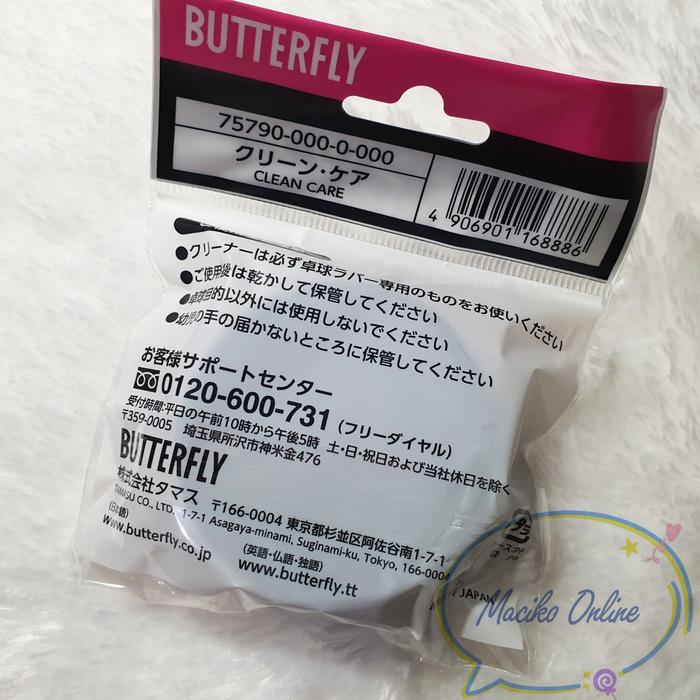 BUTTERFLY
75790-000-0-000
クリーン・ケア
CLEAN CARE
4 906901 168886
●クリーナーは必ず卓球ラバー専用のものをお使いください
●ご使用後は乾かして保管してください
●卓球目的以外には使用しないでください
●幼児の手の届かないところに保管してください
お客様サポートセンター
0120-600-731 (フリーダイヤル)
受付時間:平日の午前10時から午後5時 土・日・祝日および当社休日を除く
〒359-0005 埼玉県所沢市神米金476
BUTTERFLY
株式会社タマス 〒166-0004 東京都杉並区阿佐谷南1-7-1
TAMASU CO., LTD. 1-7-1 Asagaya-minami, Suginami-ku, Tokyo, 166-0004
(日本語)
www.butterfly.co.jp
(英語・仏語・独語)
www.butterfly.tt
プラ
JAPAN
Maciko Online